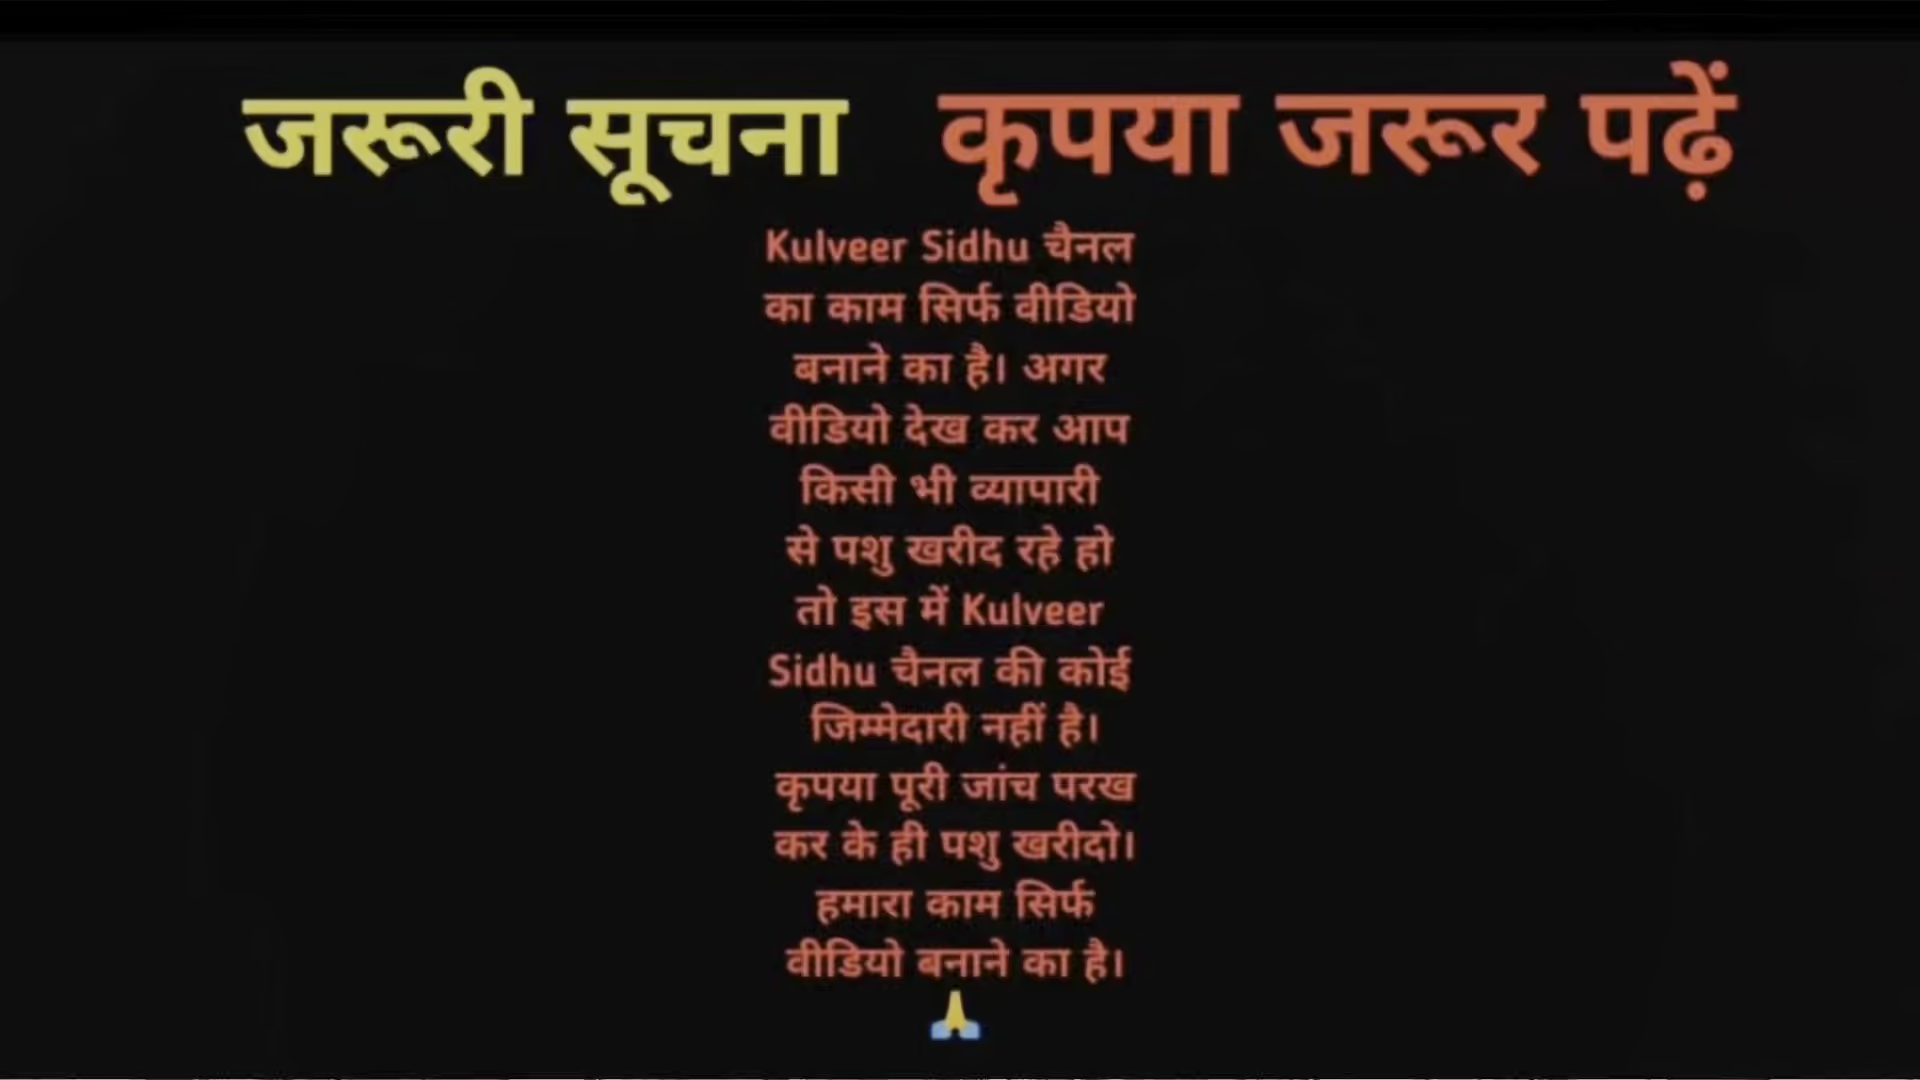 जरूरी सूचना कृपया जरूर पढ़ें
Kulveer Sidhu चैनल
का काम सिर्फ वीडियो
बनाने का है। अगर
वीडियो देख कर आप
किसी भी व्यापारी
से पशु खरीद रहे हो
तो इस में Kulveer
Sidhu चैनल की कोई
जिम्मेदारी नहीं है।
कृपया पूरी जांच परख
कर के ही पशु खरीदो।
हमारा काम सिर्फ
वीडियो बनाने का है।
🙏